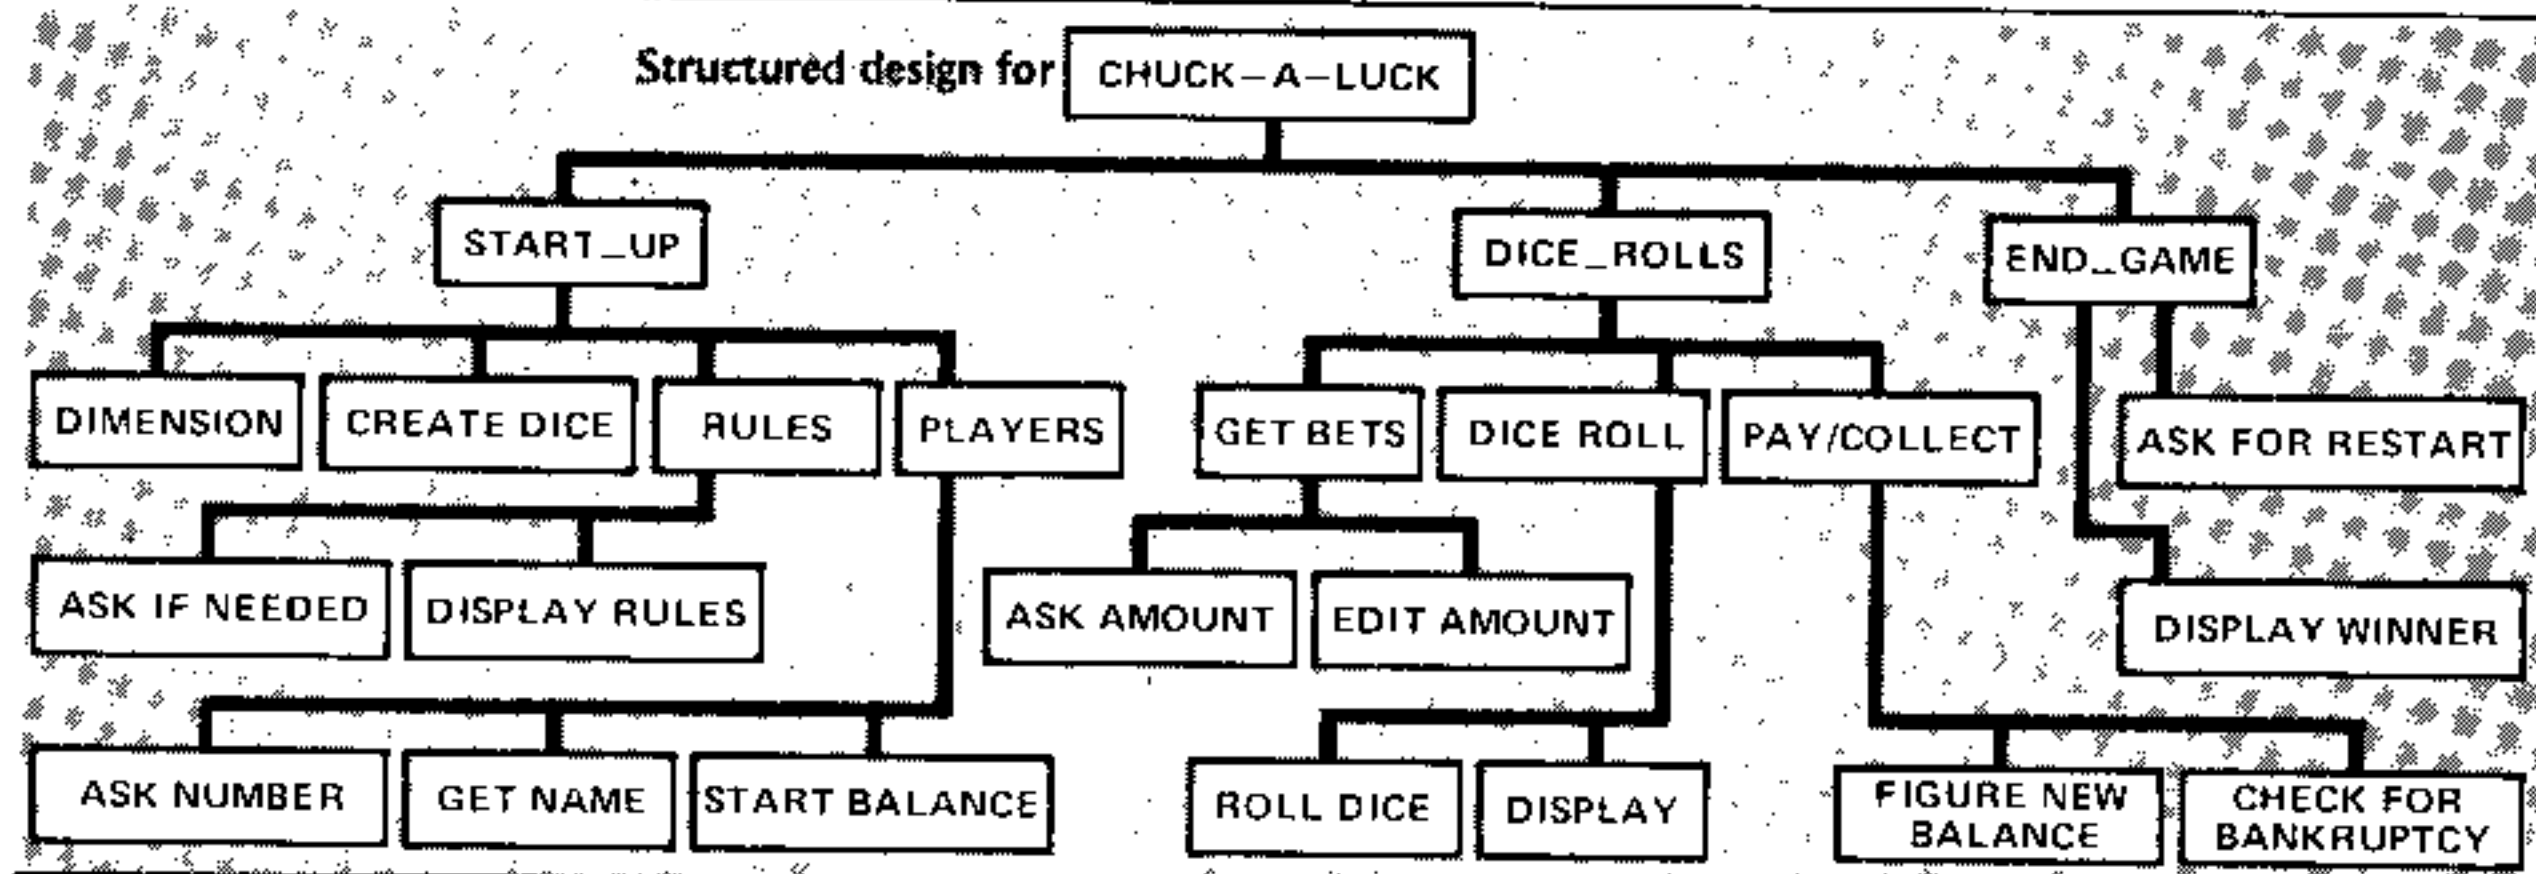 Structured design for CHUCK-A-LUCK
START_UP DICE_ROLLS END_GAME
DIMENSION CREATE DICE RULES PLAYERS GET BETS DICE ROLL PAY/COLLECT ASK FOR RESTART
ASK IF NEEDED DISPLAY RULES ASK AMOUNT EDIT AMOUNT DISPLAY WINNER
ASK NUMBER GET NAME START BALANCE ROLL DICE DISPLAY FIGURE NEW CHECK FOR
BALANCE BANKRUPTCY